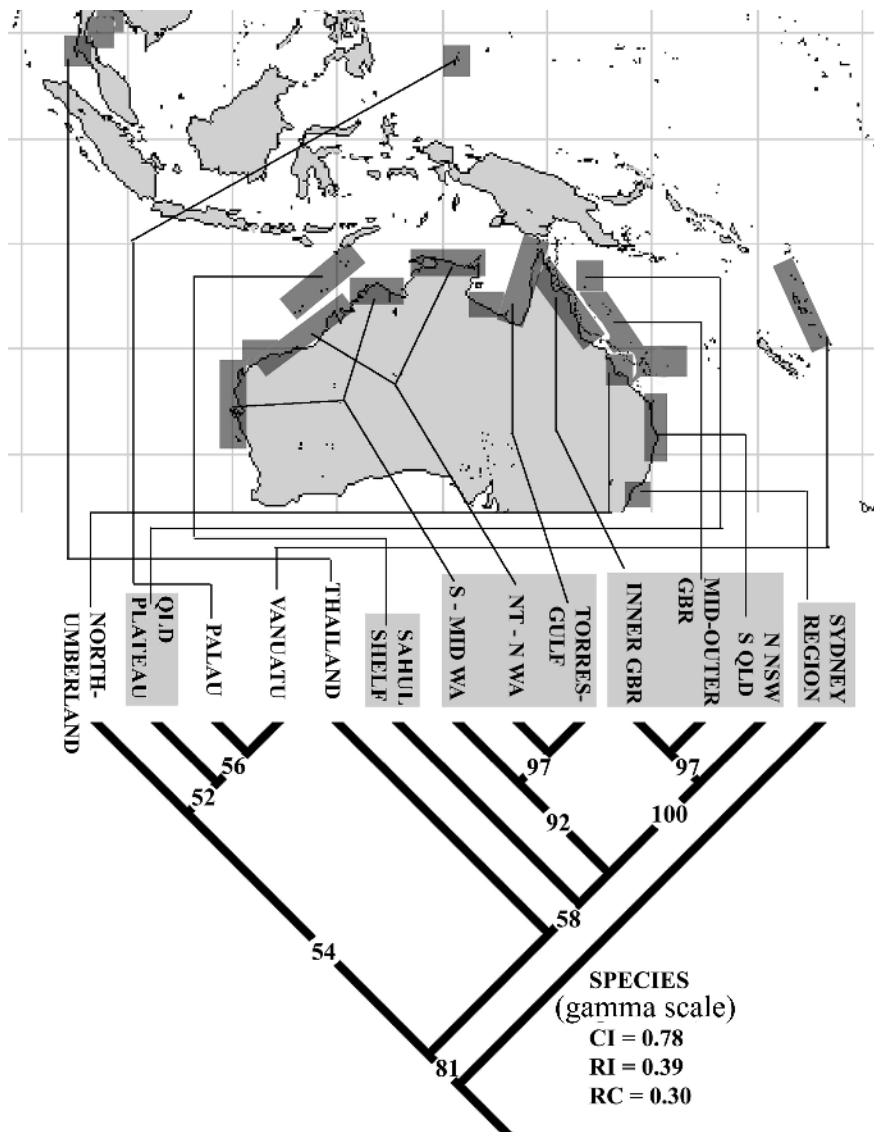 NORTH-
UMBERLAND
QLD
PLATEAU
PALAU
VANUATU
THAILAND
SAHUL
SHELF
S - MID WA
NT - N WA
TORRES-
GULF
INNER GBR
MID-OUTER
GBR
N NSW
S QLD
SYDNEY
REGION
56
52
97
97
92
100
58
54
81
SPECIES
(gamma scale)
CI = 0.78
RI = 0.39
RC = 0.30